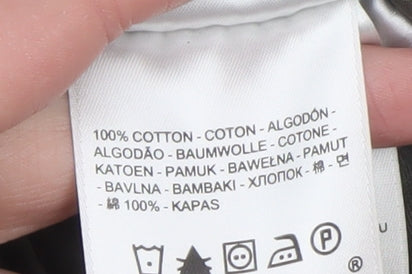 100% COTTON - COTON - ALGODÓN -
ALGODÃO - BAUMWOLLE - COTONE -
KATOEN - PAMUK - BAWEŁNA - PAMUT
- BAVLNA - BAMBAKI - ХЛОПОК - 棉 - 면
- 綿 100% - KAPAS
P
®
U